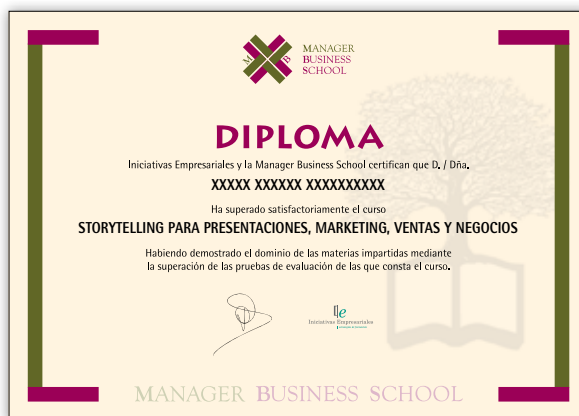 M B
MANAGER
BUSINESS
SCHOOL
DIPLOMA
Iniciativas Empresariales y la Manager Business School certifican que D. / Dña.
XXXXX XXXXXX XXXXXXXXXX
Ha superado satisfactoriamente el curso
STORYTELLING PARA PRESENTACIONES, MARKETING, VENTAS Y NEGOCIOS
Habiendo demostrado el dominio de las materias impartidas mediante
la superación de las pruebas de evaluación de las que consta el curso.
Ie
Iniciativas Empresariales
MANAGER BUSINESS SCHOOL